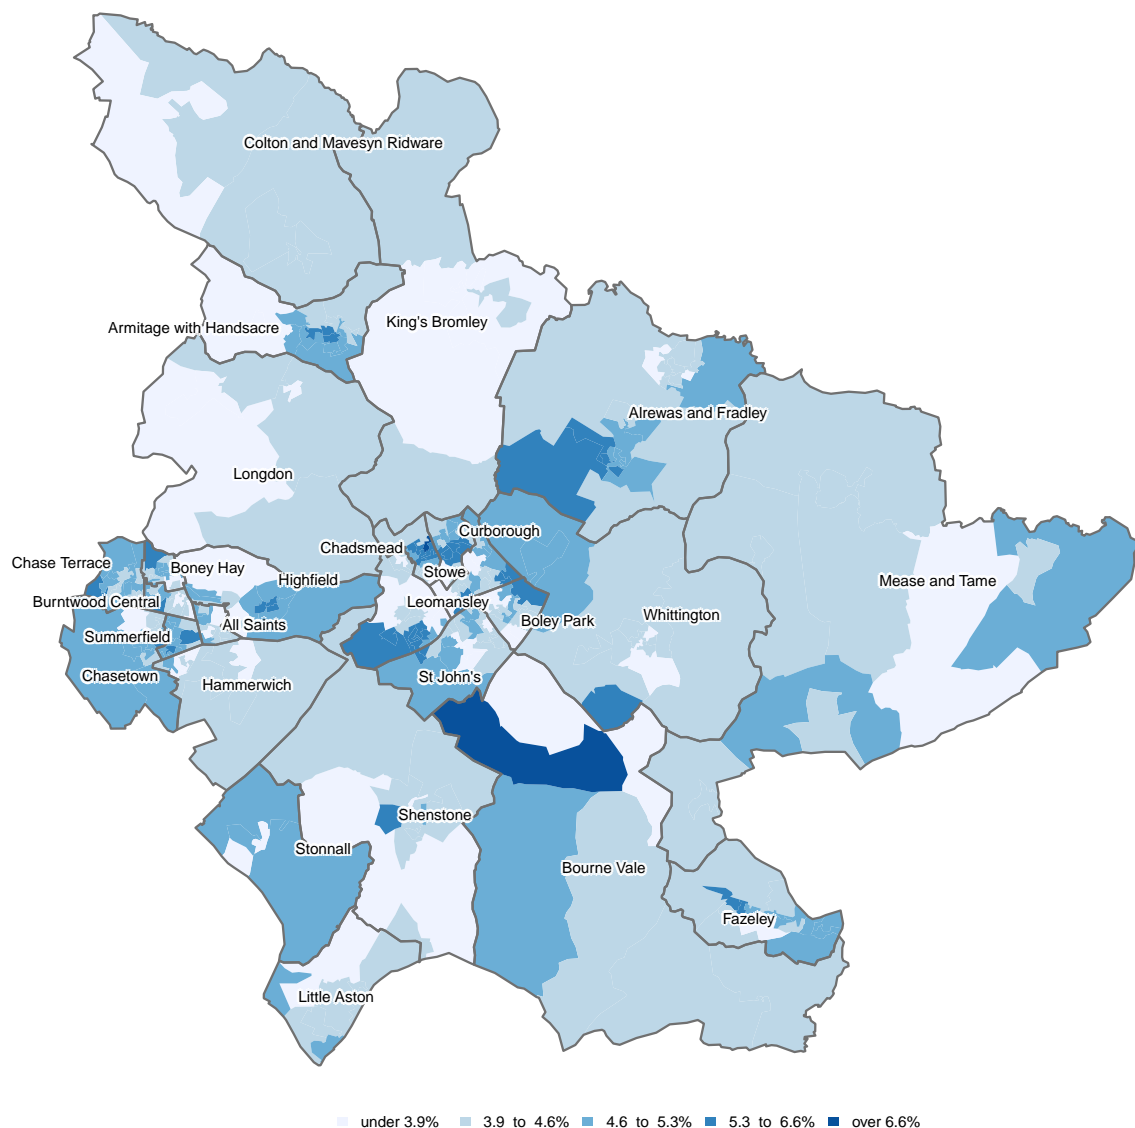 Colton and Mavesyn Ridware
King's Bromley
Armitage with Handsacre
Alrewas and Fradley
Longdon
Curborough
Chadsmead
Chase Terrace
Boney Hay
Stowe
Highfield
Mease and Tame
Burntwood Central
Leomansley
Whittington
Boley Park
All Saints
Summerfield
Chasetown
St John's
Hammerwich
Shenstone
Stonnall
Bourne Vale
Fazeley
Little Aston
under 3.9% 3.9 to 4.6% 4.6 to 5.3% 5.3 to 6.6% over 6.6%